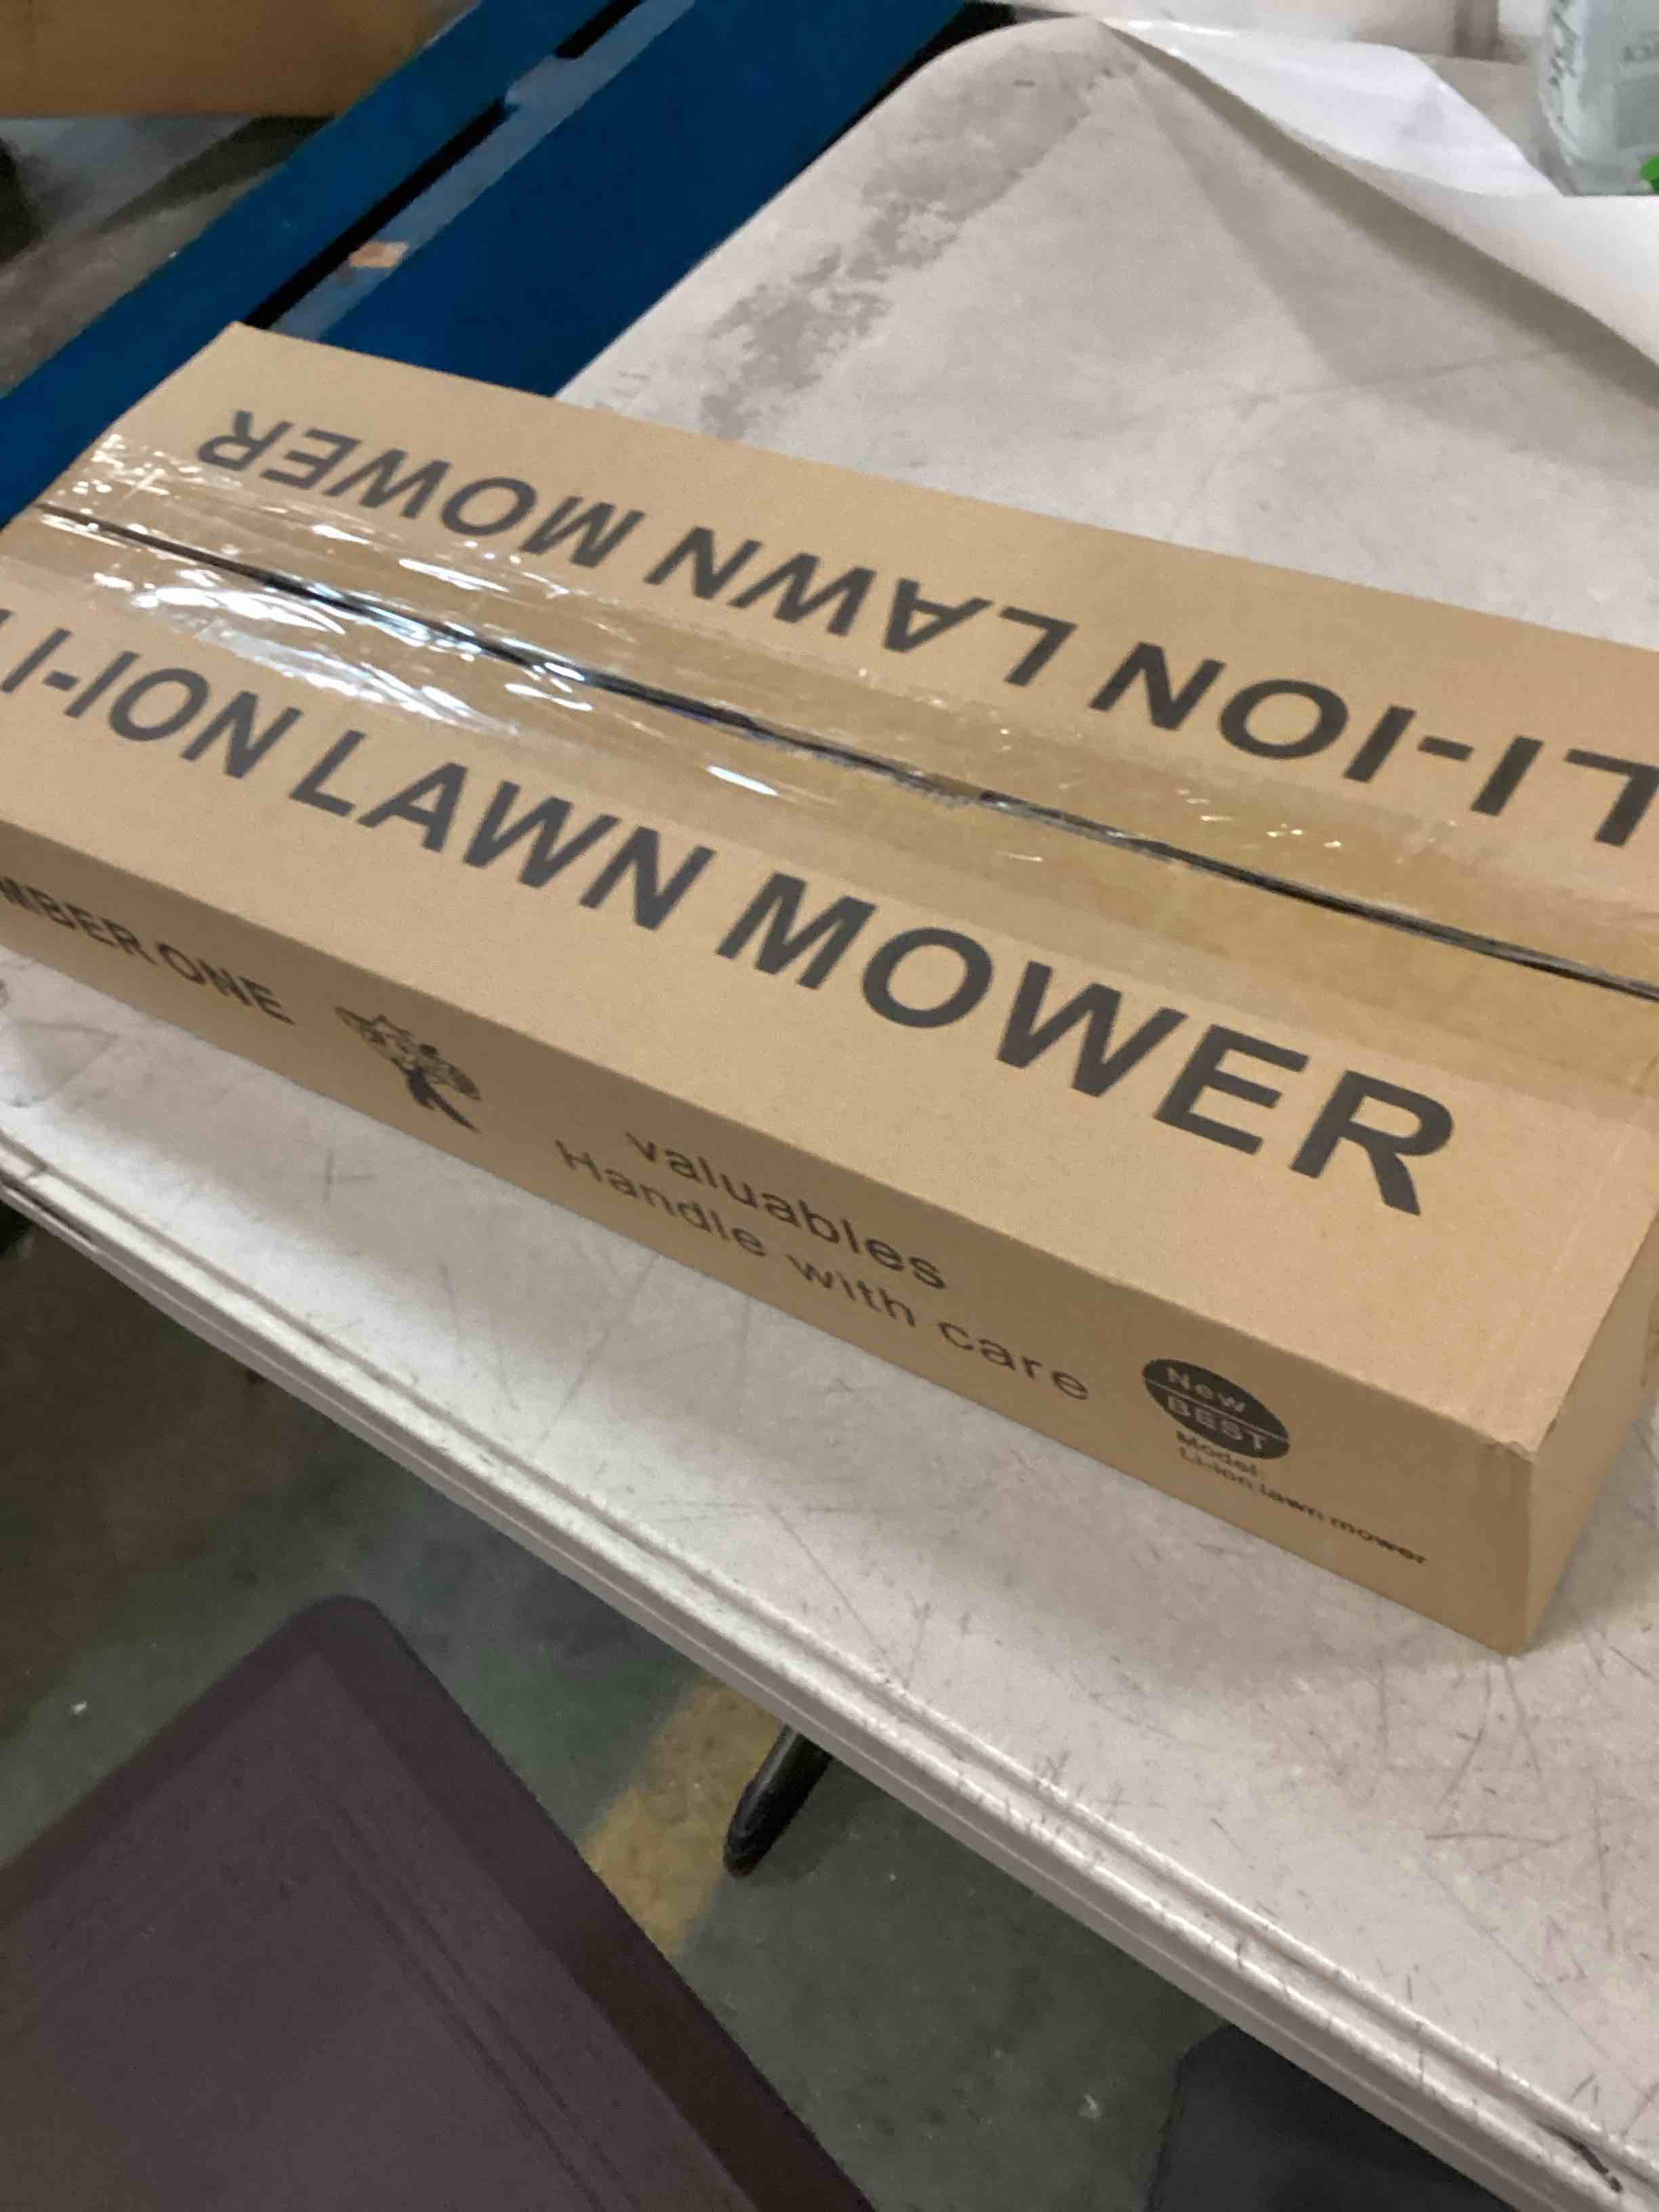 LI-ION LAWN MOWER
LI-ION LAWN MOWER
ONE
valuables
Handle with care
New
BEST
Model:
Li-ion lawn mower